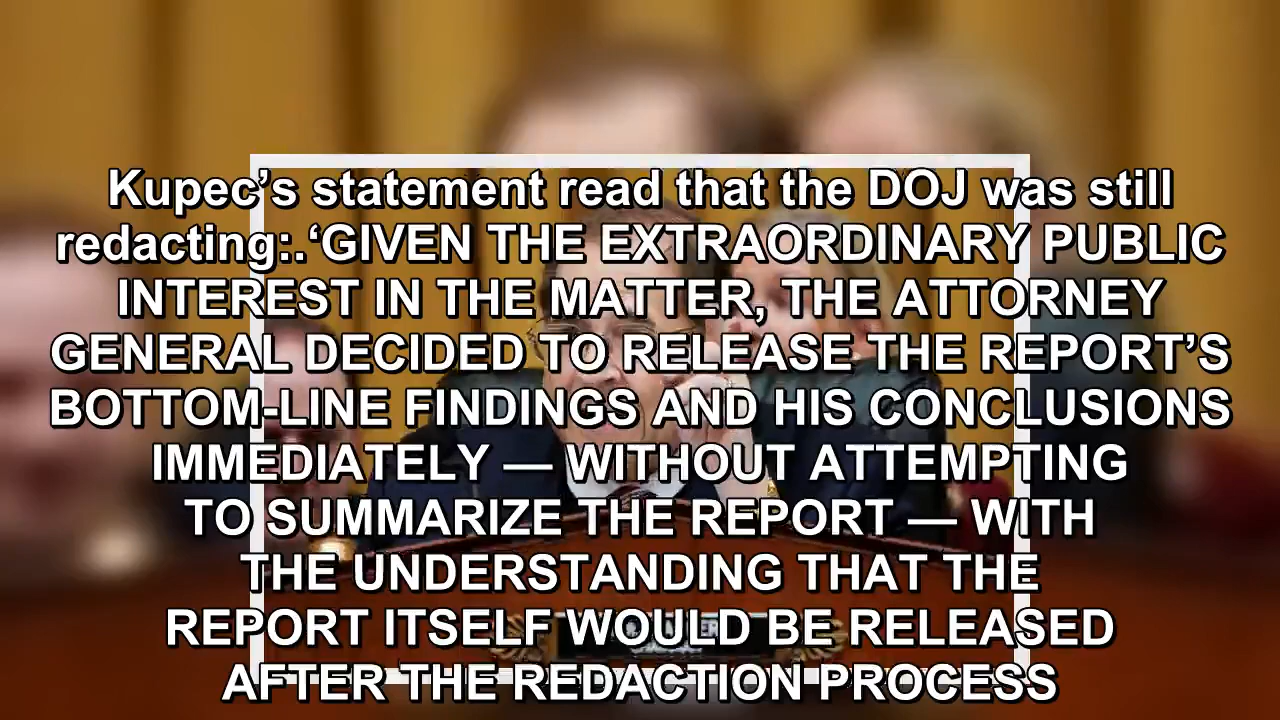 Kupec’s statement read that the DOJ was still
redacting:.‘GIVEN THE EXTRAORDINARY PUBLIC
INTEREST IN THE MATTER, THE ATTORNEY
GENERAL DECIDED TO RELEASE THE REPORT’S
BOTTOM-LINE FINDINGS AND HIS CONCLUSIONS
IMMEDIATELY — WITHOUT ATTEMPTING
TO SUMMARIZE THE REPORT — WITH
THE UNDERSTANDING THAT THE
REPORT ITSELF WOULD BE RELEASED
AFTER THE REDACTION PROCESS